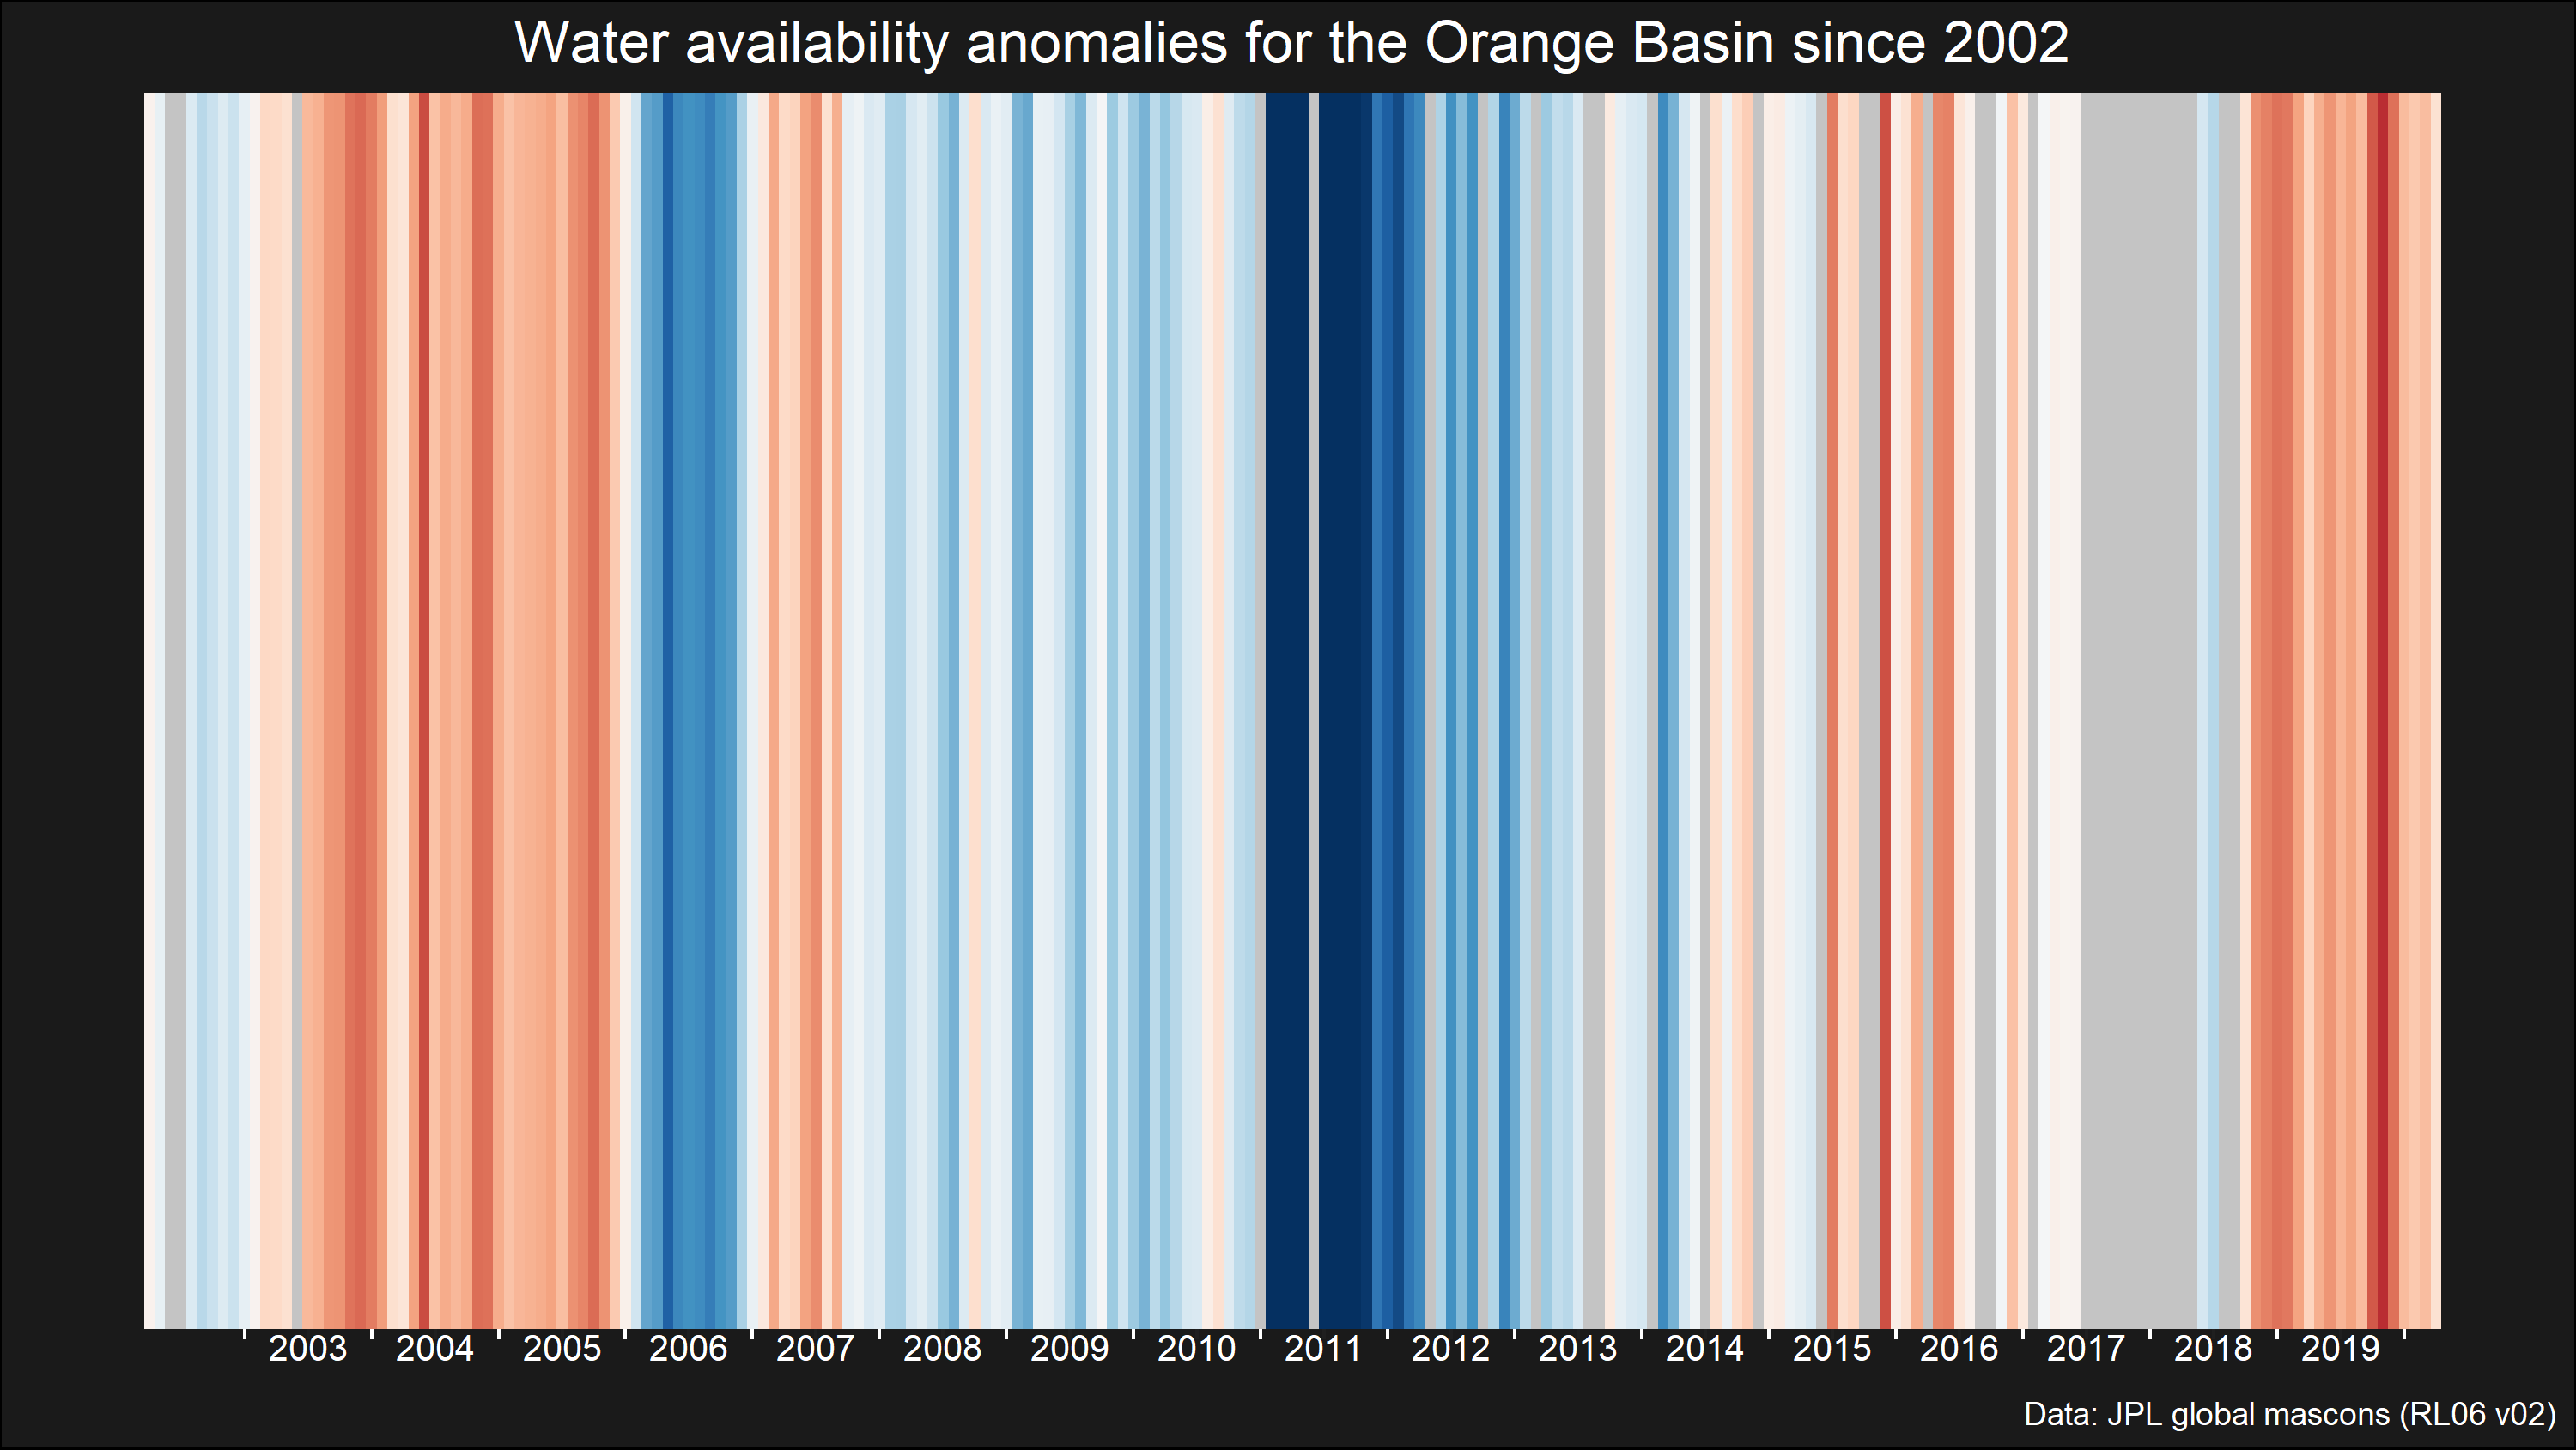 Water availability anomalies for the Orange Basin since 2002
2003 2004 2005 2006 2007 2008 2009 2010 2011 2012 2013 2014 2015 2016 2017 2018 2019
Data: JPL global mascons (RL06 v02)